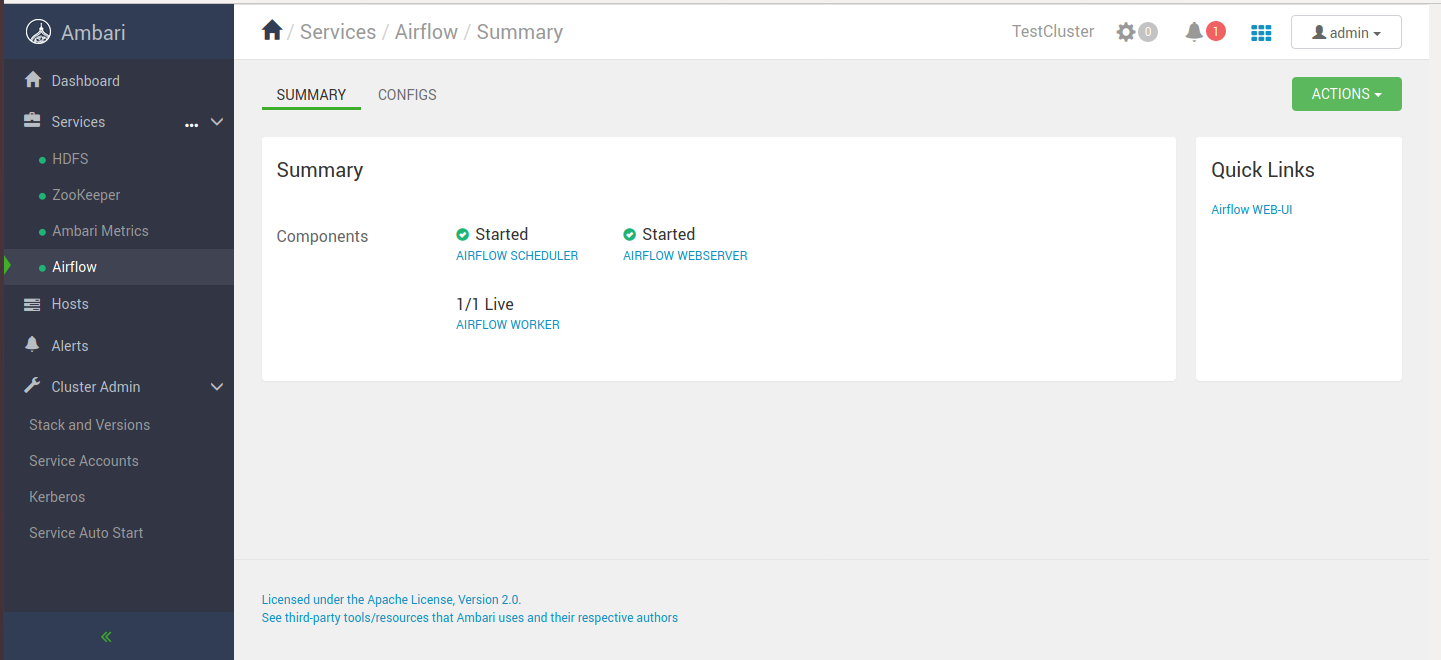 Ambari
/ Services / Airflow / Summary
TestCluster
0
1
admin
Dashboard
Services
...
HDFS
ZooKeeper
Ambari Metrics
Airflow
Hosts
Alerts
Cluster Admin
Stack and Versions
Service Accounts
Kerberos
Service Auto Start
SUMMARY
CONFIGS
ACTIONS
Summary
Components
Started
AIRFLOW SCHEDULER
Started
AIRFLOW WEBSERVER
1/1 Live
AIRFLOW WORKER
Quick Links
Airflow WEB-UI
Licensed under the Apache License, Version 2.0.
See third-party tools/resources that Ambari uses and their respective authors